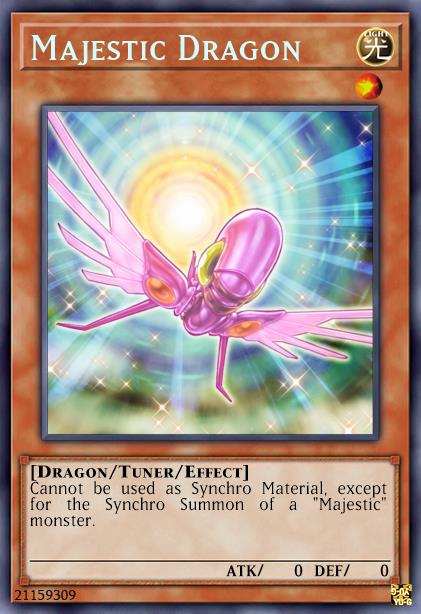 Majestic Dragon
LIGHT
光
[Dragon/Tuner/Effect]
Cannot be used as Synchro Material, except
for the Synchro Summon of a "Majestic"
monster.
ATK/ 0 DEF/ 0
21159309